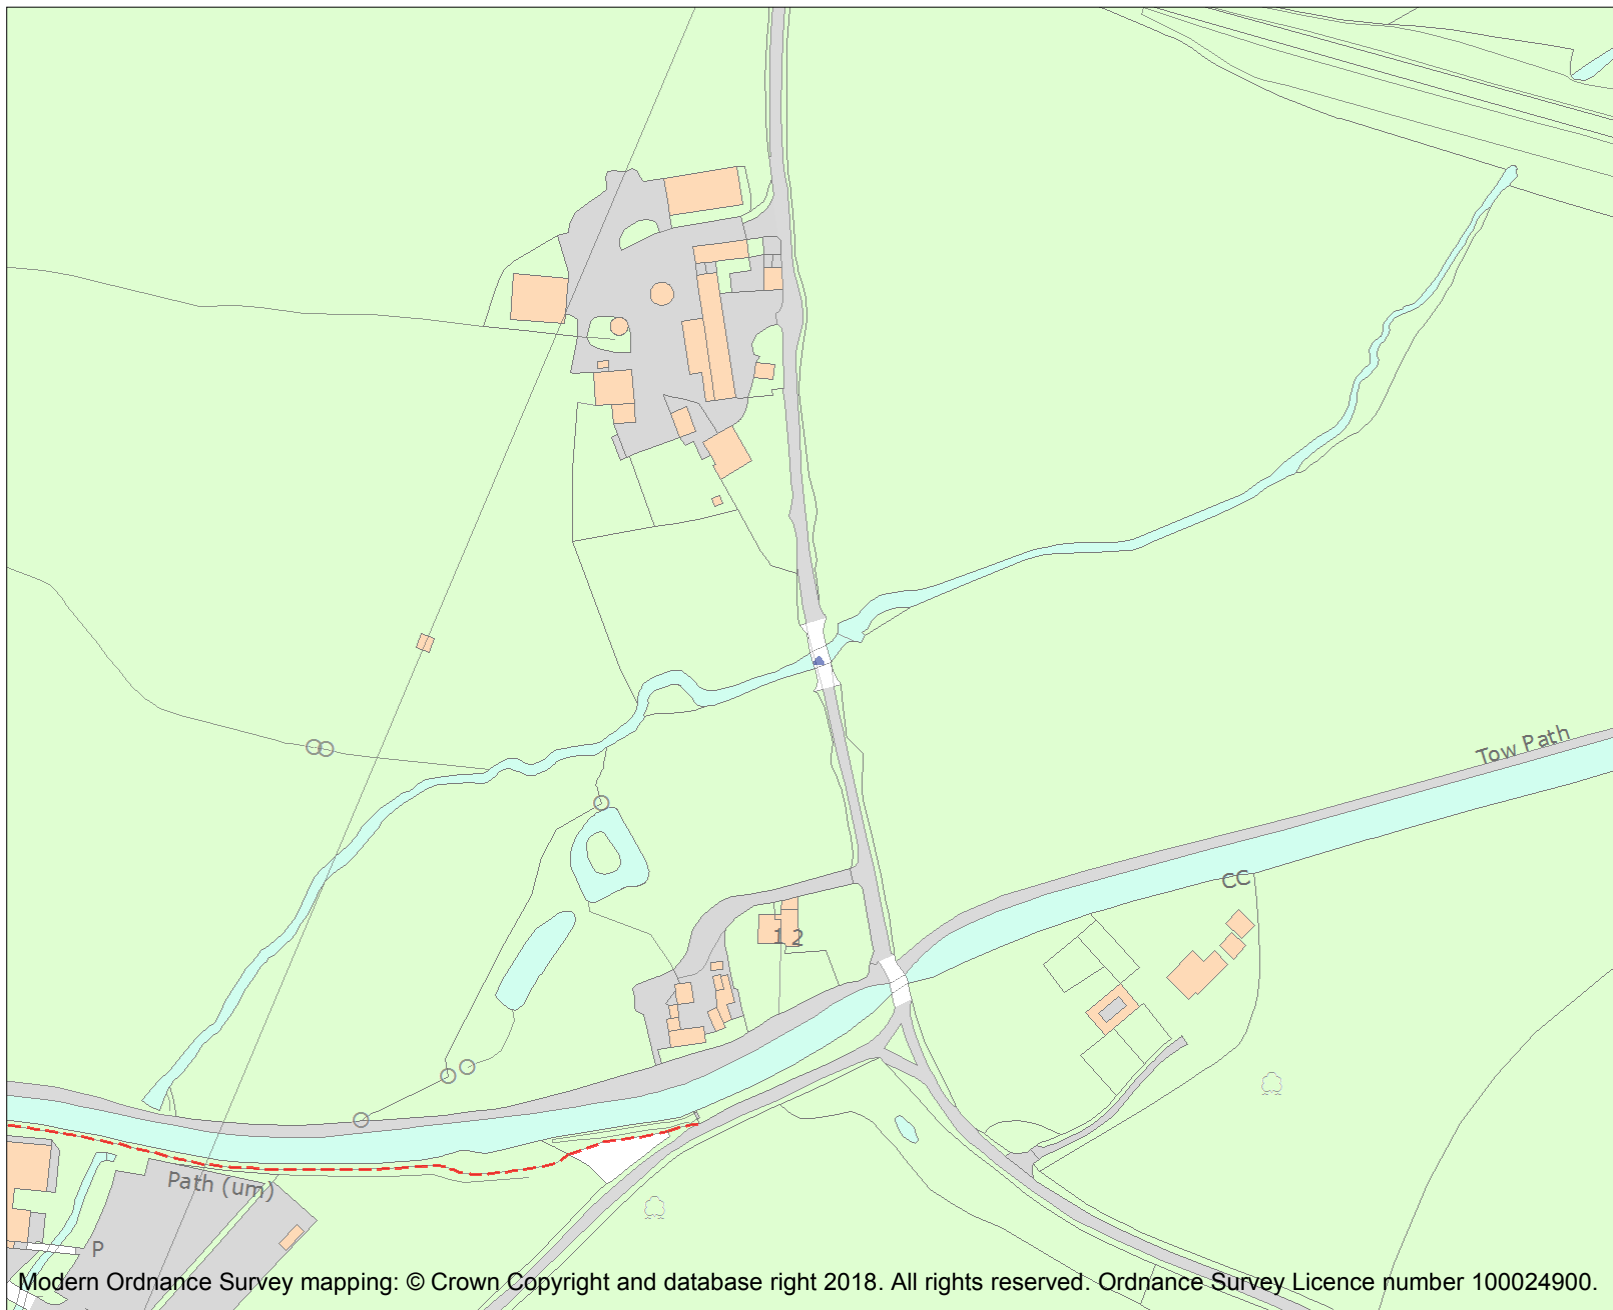 Tow Path
CC
1 2
Path (um)
P
Modern Ordnance Survey mapping: © Crown Copyright and database right 2018. All rights reserved. Ordnance Survey Licence number 100024900.